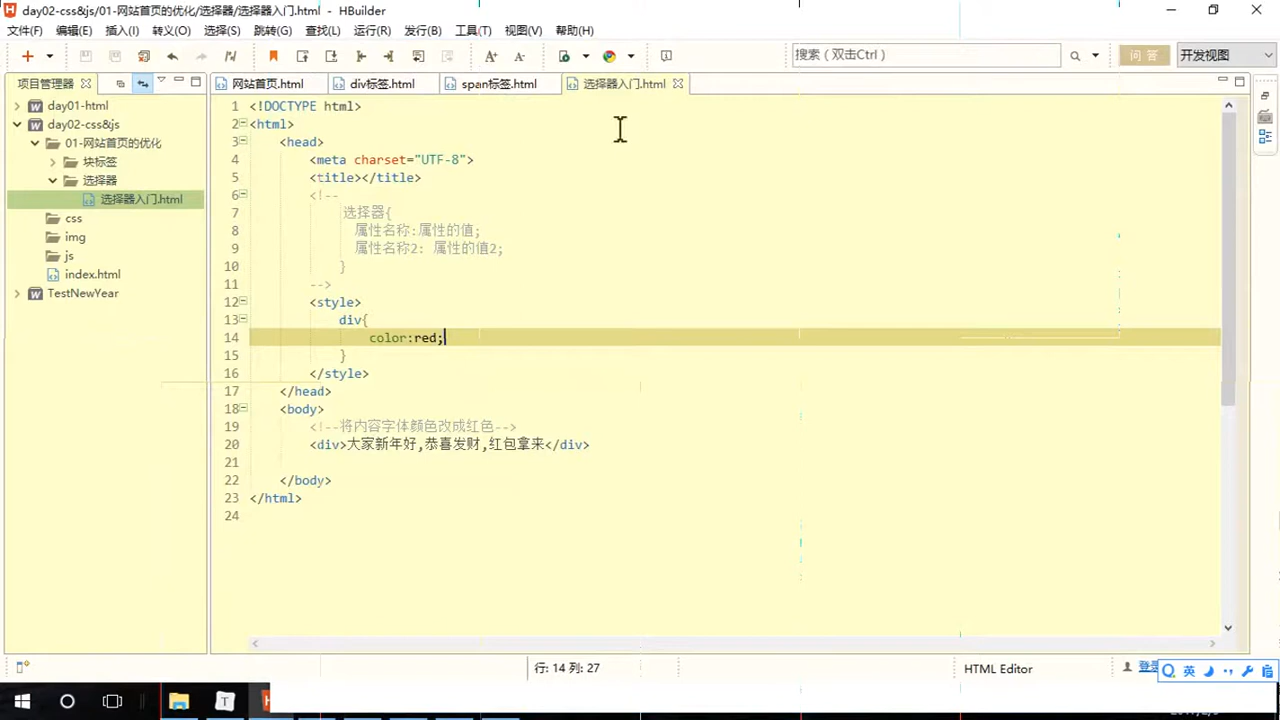 day02-css&js/01-网站首页的优化/选择器/选择器入门.html - HBuilder
文件(F) 编辑(E) 插入(I) 转义(O) 选择(S) 跳转(G) 查找(L) 运行(R) 发行(B) 工具(T) 视图(V) 帮助(H)
搜索（双击Ctrl） 问答 开发视图
项目管理器 网站首页.html div标签.html span标签.html 选择器入门.html
day01-html
day02-css&js
01-网站首页的优化
块标签
选择器
选择器入门.html
css
img
js
index.html
TestNewYear
1 <!DOCTYPE html>
2 <html>
3 <head>
4 <meta charset="UTF-8">
5 <title></title>
6 <!--
7 选择器{
8 属性名称:属性的值;
9 属性名称2: 属性的值2;
10 }
11 -->
12 <style>
13 div{
14 color:red;
15 }
16 </style>
17 </head>
18 <body>
19 <!--将内容字体颜色改成红色-->
20 <div>大家新年好,恭喜发财,红包拿来</div>
21
22 </body>
23 </html>
24
行: 14 列: 27 HTML Editor 英